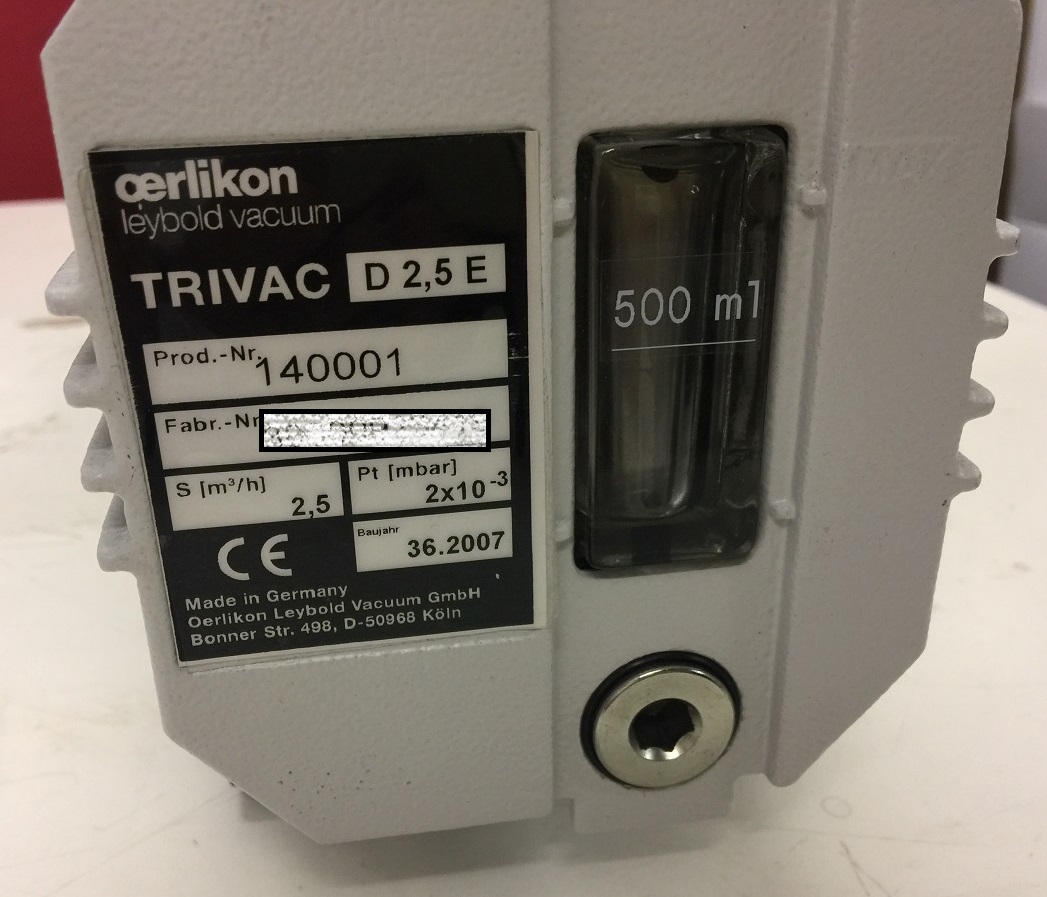 œrlikon
leybold vacuum
TRIVAC D 2,5 E
Prod.-Nr. 140001
Fabr.-Nr
S [m³/h] 2,5
Pt [mbar] 2x10⁻³
CE
Baujahr 36.2007
Made in Germany
Oerlikon Leybold Vacuum GmbH
Bonner Str. 498, D-50968 Köln
500 ml